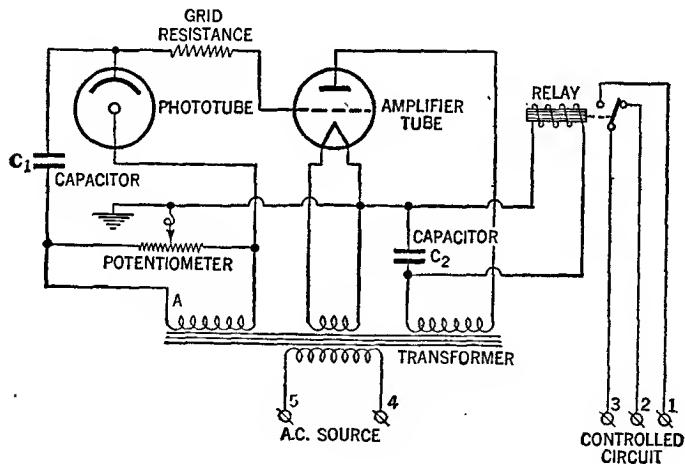 GRID
RESISTANCE
PHOTOTUBE
AMPLIFIER
TUBE
RELAY
C1
CAPACITOR
CAPACITOR
C2
POTENTIOMETER
A
TRANSFORMER
5
4
A.C. SOURCE
3
2
1
CONTROLLED
CIRCUIT